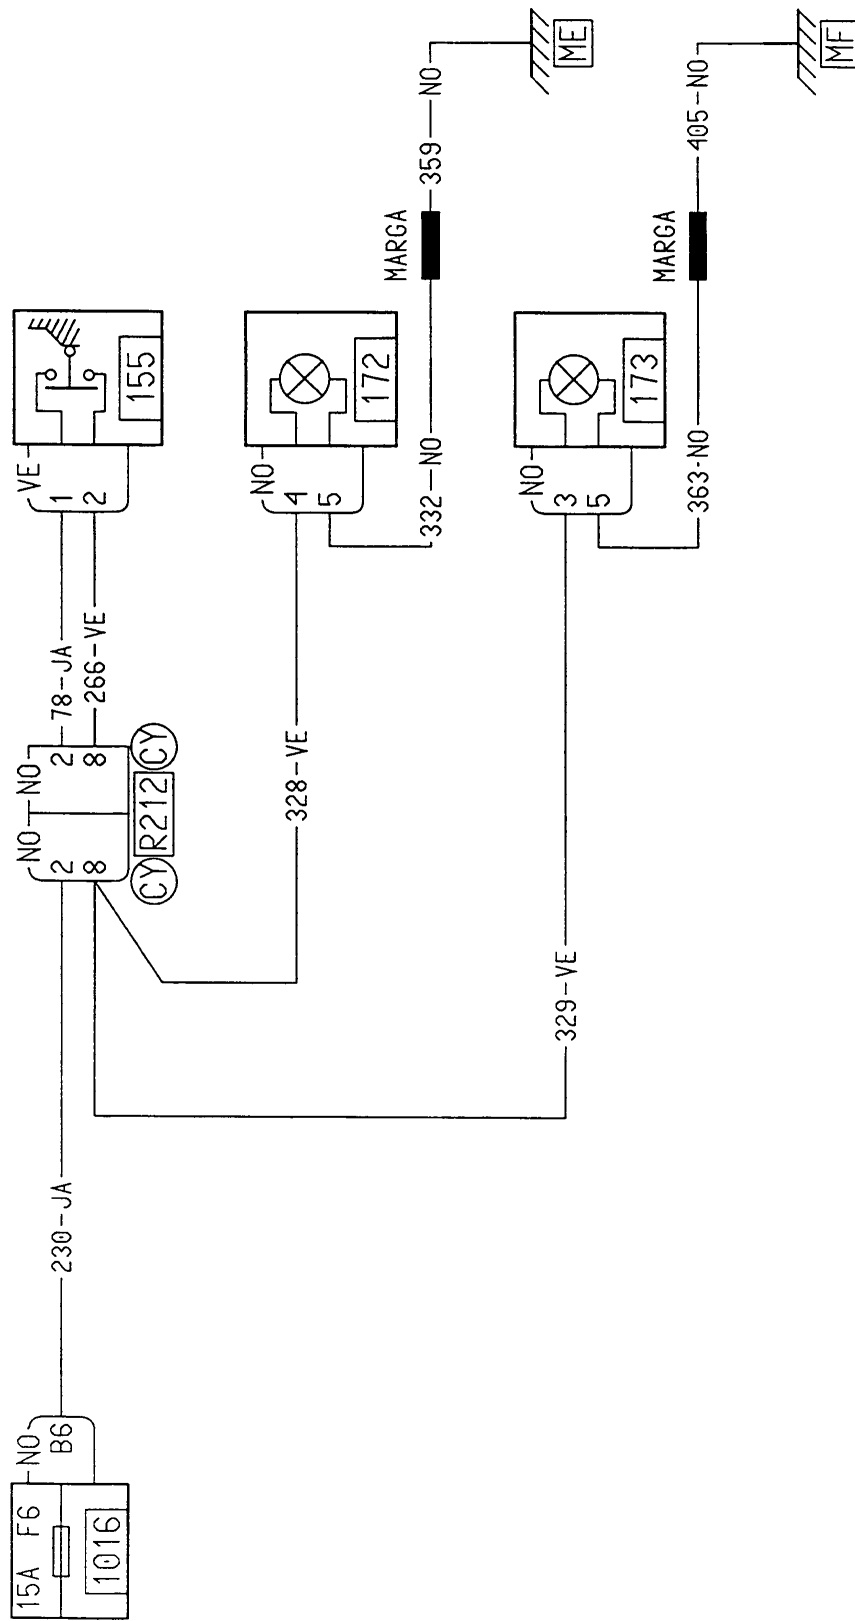 15A F6
1016
NO
B6
230-JA
NO
2
8
NO
2
8
CY
R212
CY
78-JA
266-VE
VE
1
2
155
328-VE
NO
4
5
172
332-NO
MARGA
359-NO
ME
329-VE
NO
3
5
173
363-NO
MARGA
405-NO
MF